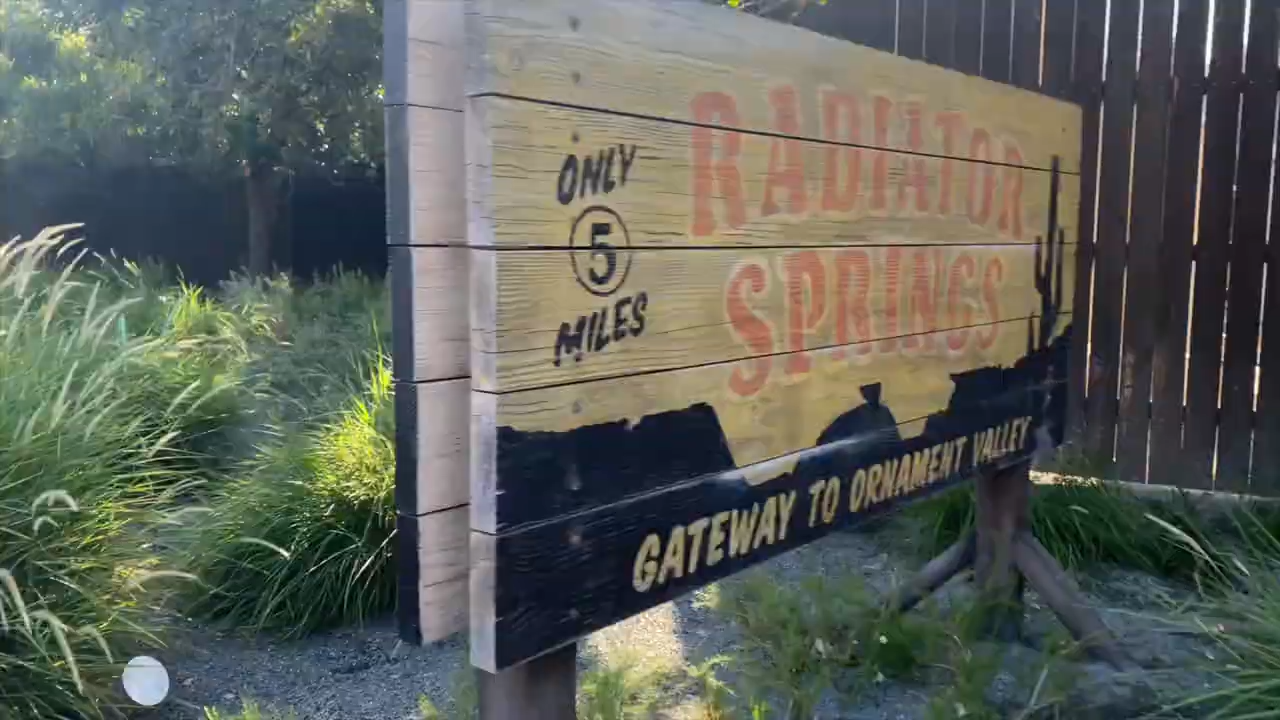 ONLY
5
MILES
RADIATOR
SPRINGS
GATEWAY TO ORNAMENT VALLEY